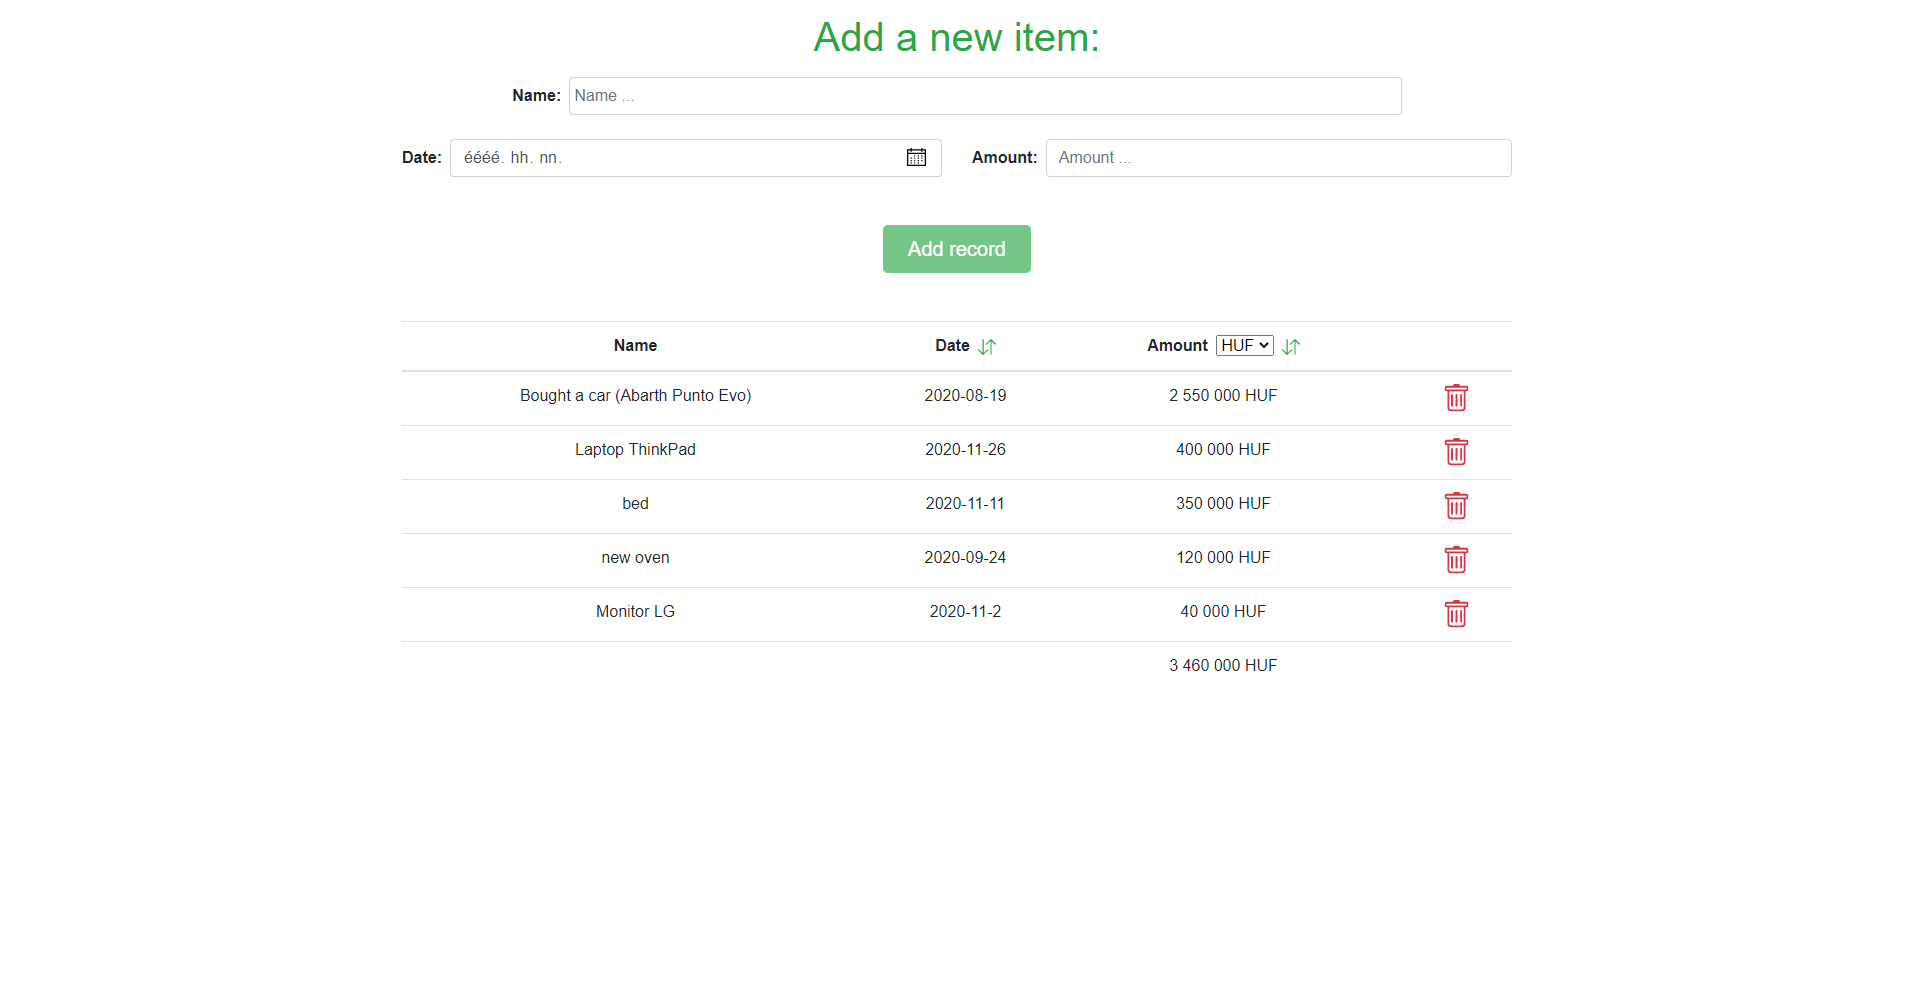 Add a new item:
Name: Name ...
Date: éééé. hh. nn. Amount: Amount ...
Add record
Name Date Amount HUF
Bought a car (Abarth Punto Evo) 2020-08-19 2 550 000 HUF
Laptop ThinkPad 2020-11-26 400 000 HUF
bed 2020-11-11 350 000 HUF
new oven 2020-09-24 120 000 HUF
Monitor LG 2020-11-2 40 000 HUF
3 460 000 HUF